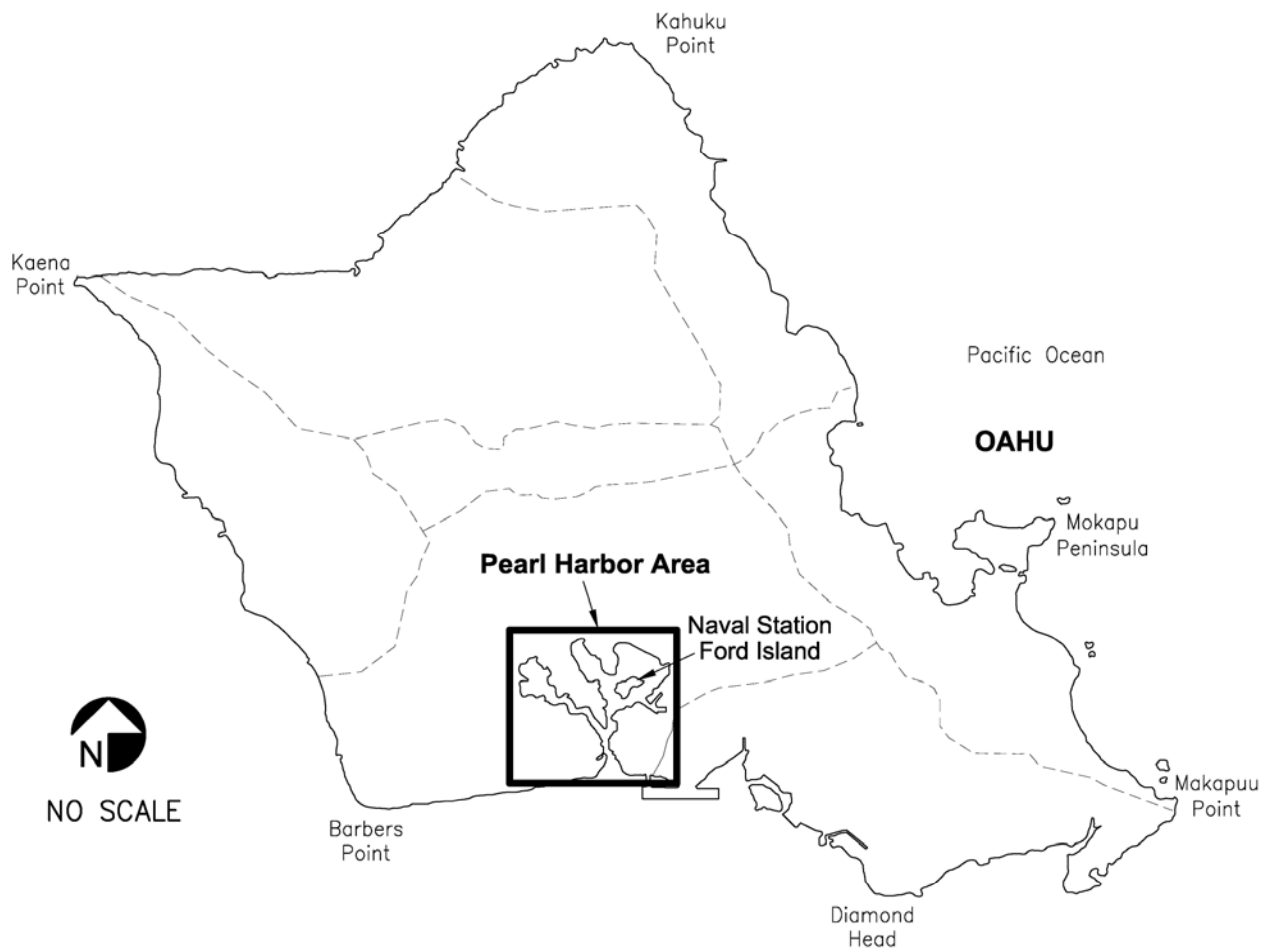 Kahuku
Point
Kaena
Point
Pacific Ocean
OAHU
Mokapu
Peninsula
Pearl Harbor Area
Naval Station
Ford Island
N
NO SCALE
Makapuu
Point
Barbers
Point
Diamond
Head